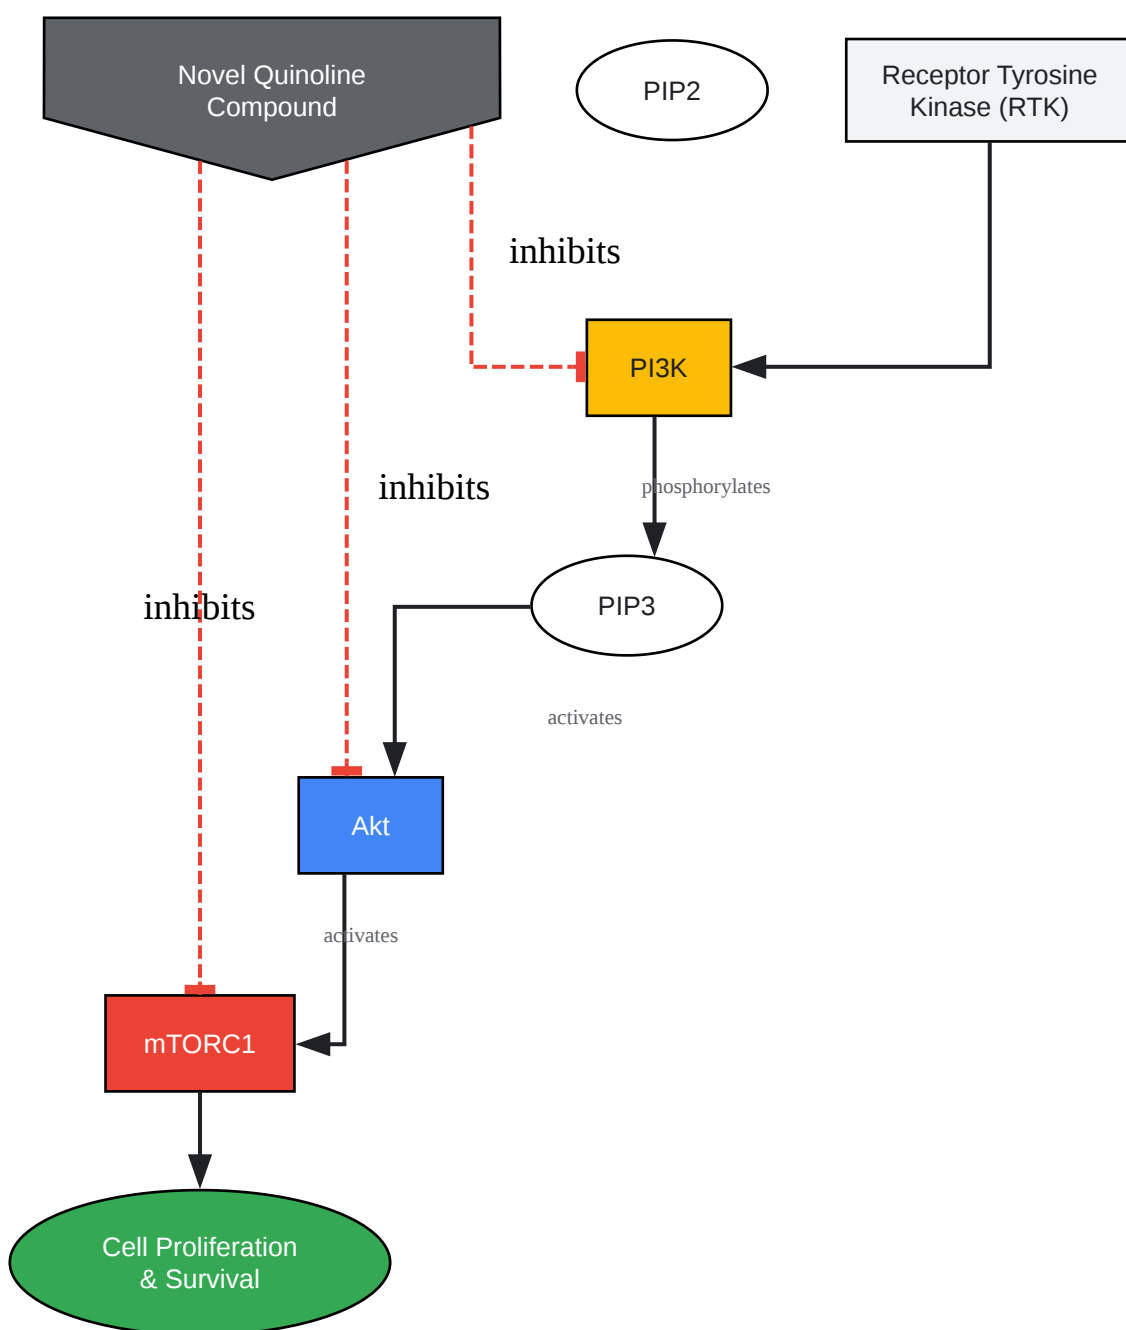 Novel Quinoline
Compound
PIP2
Receptor Tyrosine
Kinase (RTK)
inhibits
PI3K
inhibits
phosphorylates
inhibits
PIP3
activates
Akt
activates
mTORC1
Cell Proliferation
& Survival